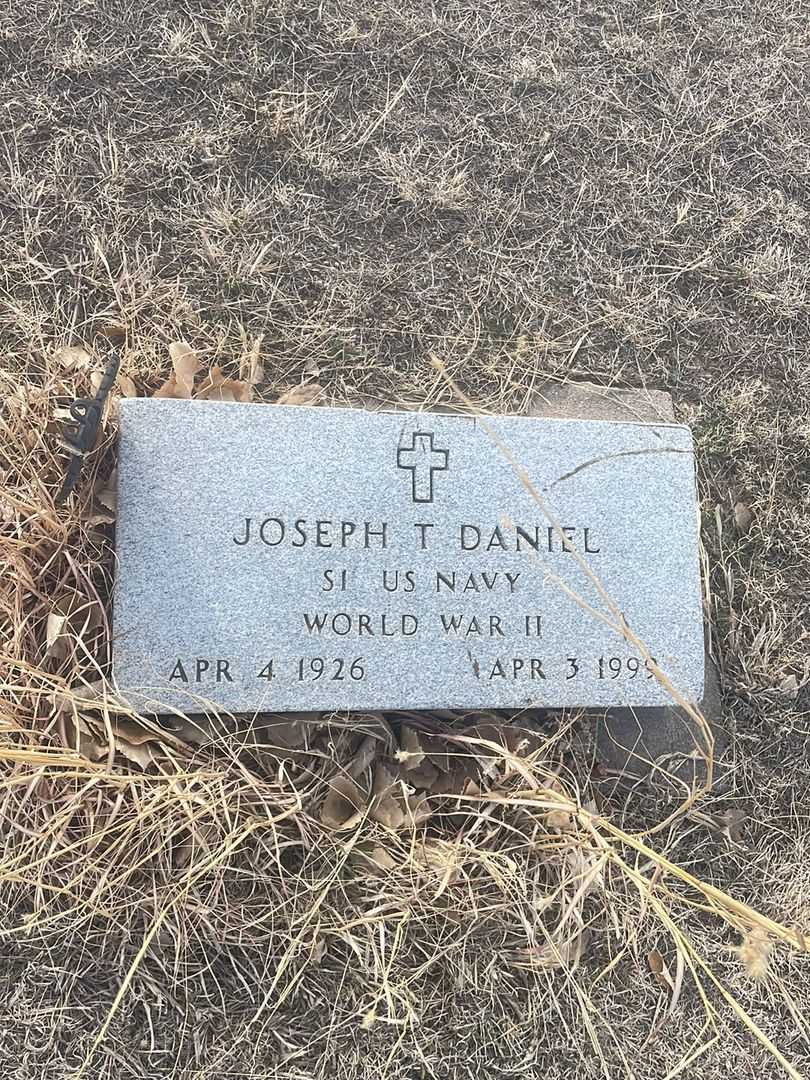 JOSEPH T DANIEL
S1 US NAVY
WORLD WAR II
APR 4 1926 APR 3 1999